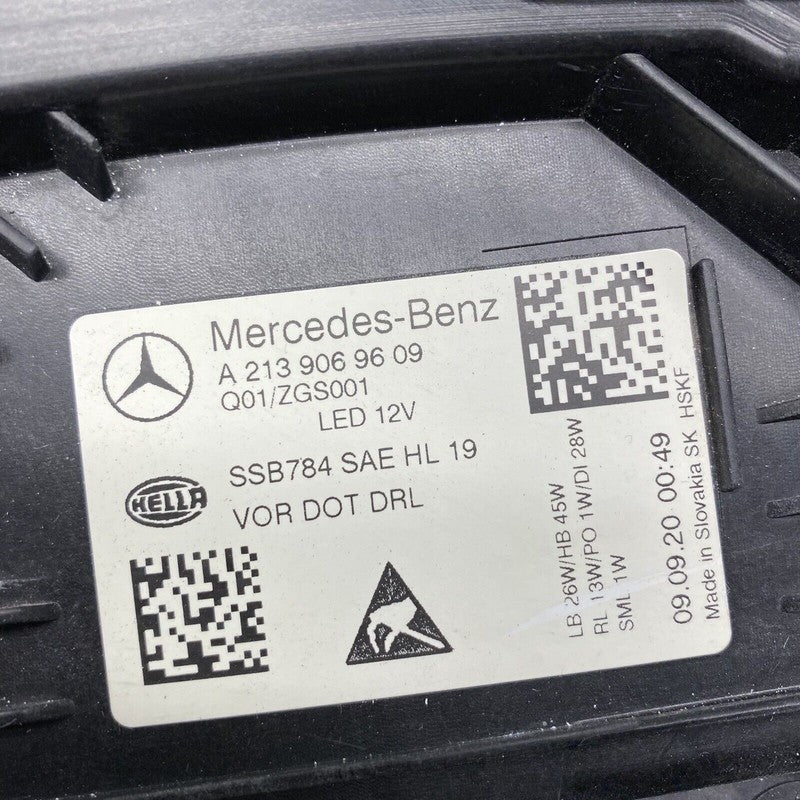 Mercedes-Benz
A 213 906 96 09
Q01/ZGS001
LED 12V
HELLA
SSB784 SAE HL 19
VOR DOT DRL
LB 26W/HB 45W
RL 13W/PO 1W/DI 28W
SML 1W
09.09.20 00:49
Made in Slovakia SK HSKF